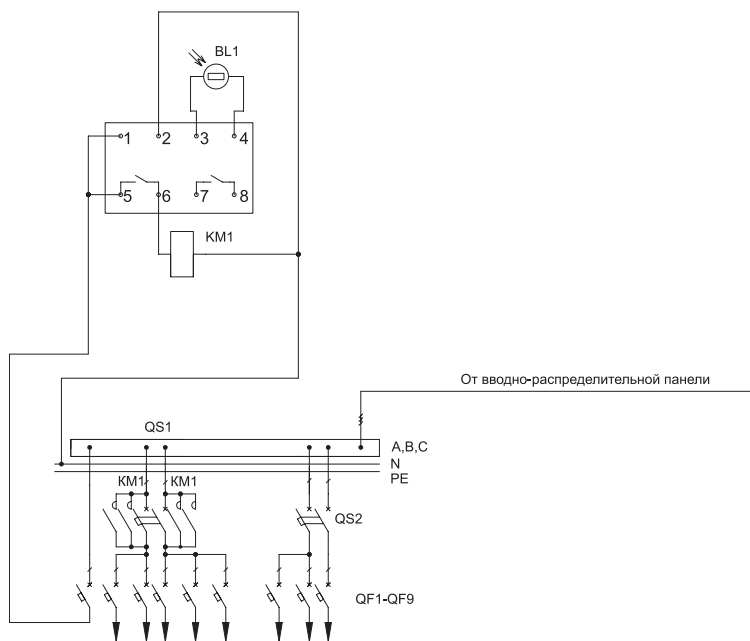 BL1
1 2 3 4
5 6 7 8
KM1
От вводно-распределительной панели
QS1
A,B,C
N
PE
KM1 KM1
QS2
QF1-QF9